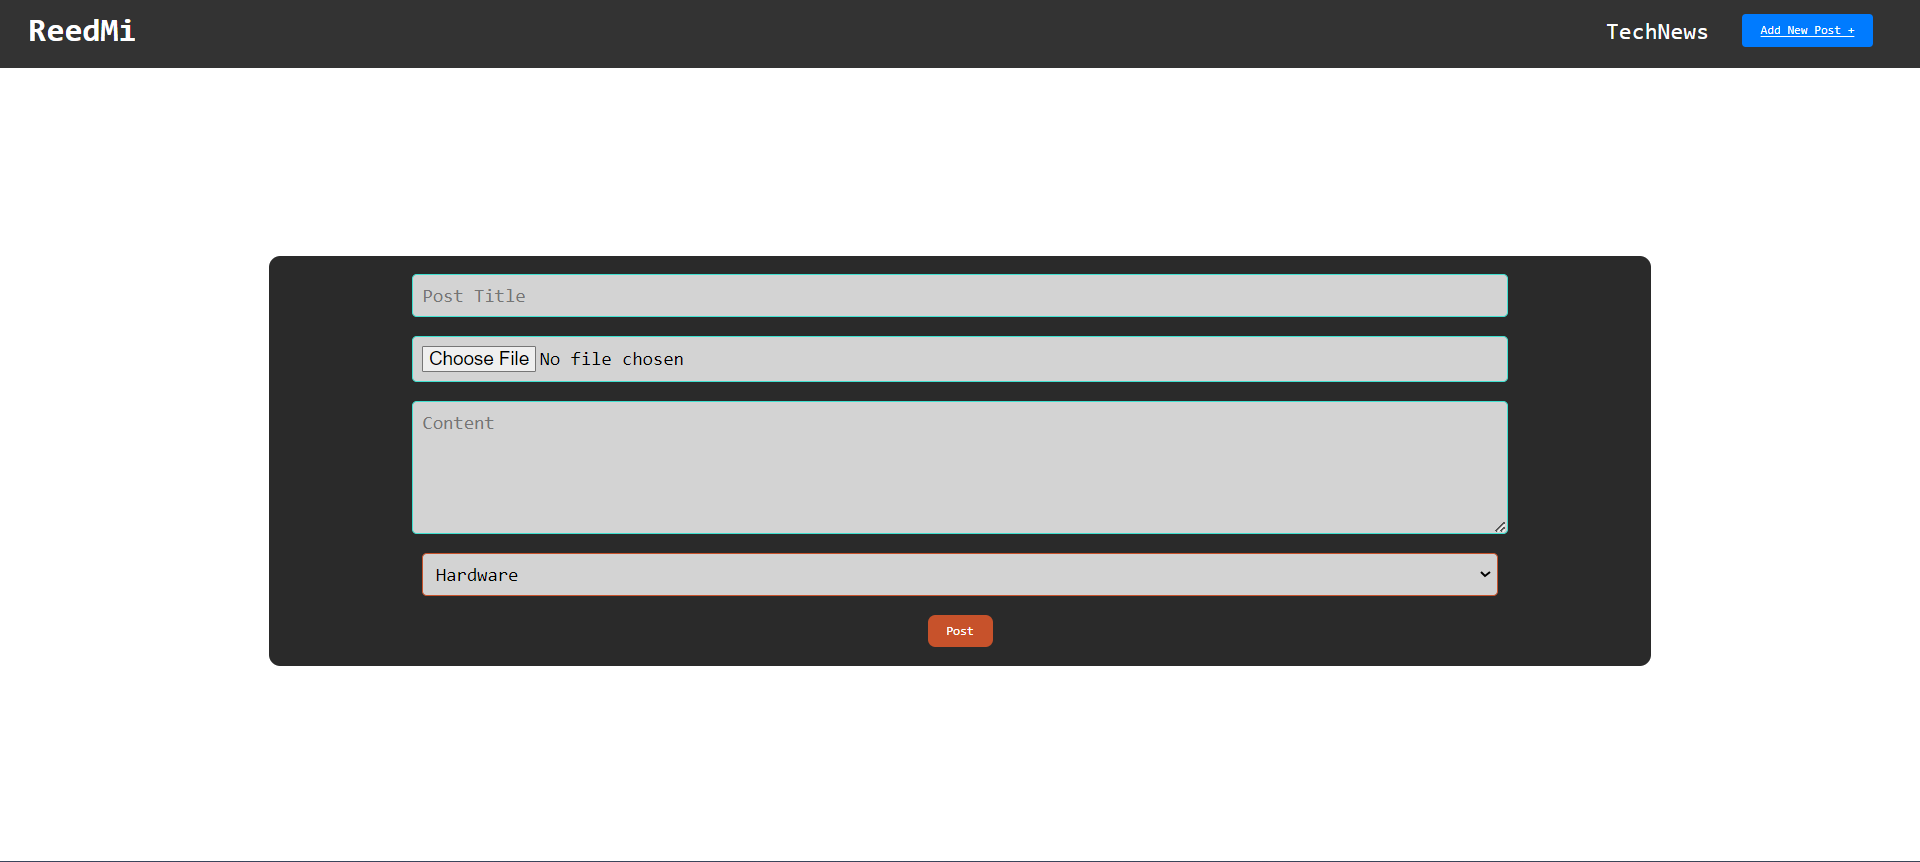 ReedMi
TechNews
Add New Post +
Post Title
Choose File No file chosen
Content
Hardware
Post